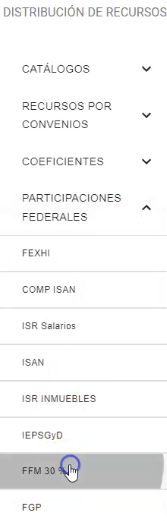 DISTRIBUCIÓN DE RECURSOS
CATÁLOGOS
RECURSOS POR
CONVENIOS
COEFICIENTES
PARTICIPACIONES
FEDERALES
FEXHI
COMP ISAN
ISR Salarios
ISAN
ISR INMUEBLES
IEPSGyD
FFM 30 %
FGP